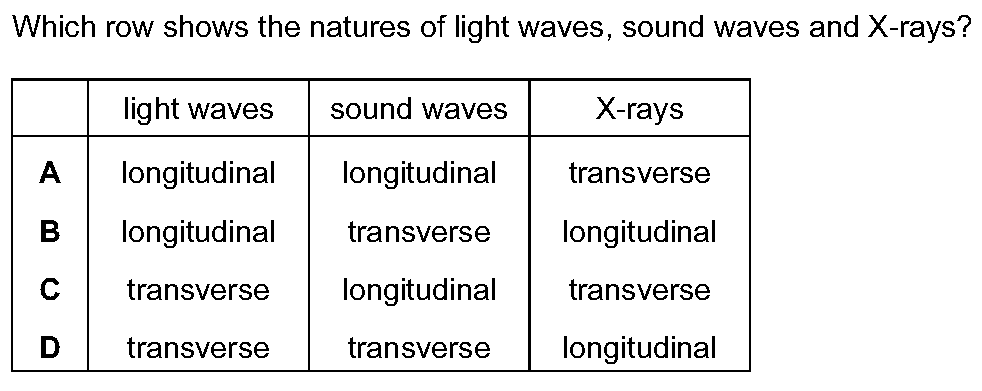 Which row shows the natures of light waves, sound waves and X-rays?
light waves sound waves X-rays
A longitudinal longitudinal transverse
B longitudinal transverse longitudinal
C transverse longitudinal transverse
D transverse transverse longitudinal